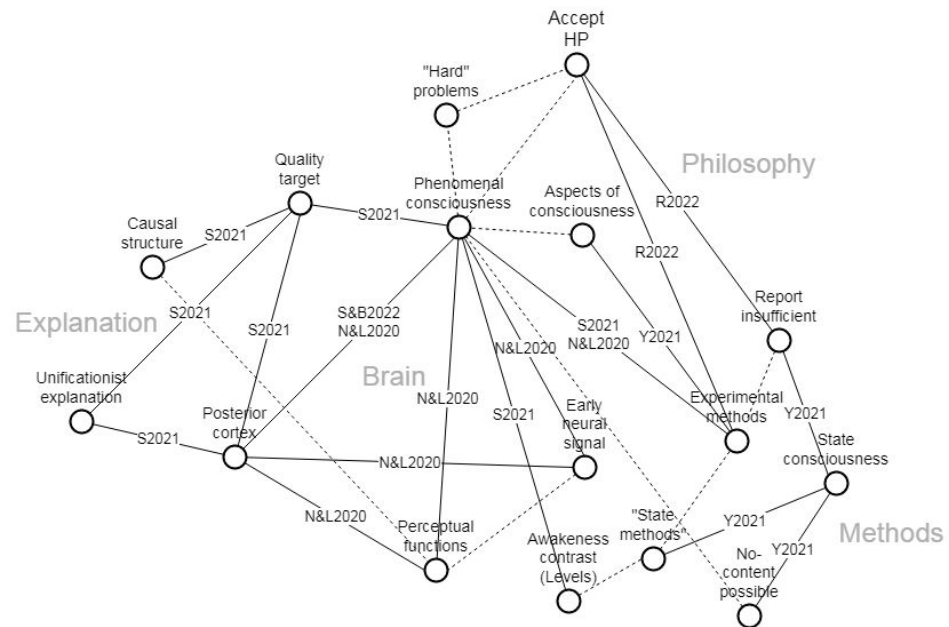 Accept
HP
"Hard"
problems
Philosophy
Quality
target
Phenomenal
consciousness
Aspects of
consciousness
R2022
S2021
Causal
structure
S2021
R2022
Explanation
S2021
S2021
S&B2022
N&L2020
N&L2020
S2021
N&L2020
Y2021
Report
insufficient
Brain
Unificationist
explanation
N&L2020
S2021
Early
neural
signal
Experimental
methods
Y2021
Posterior
cortex
S2021
State
consciousness
N&L2020
N&L2020
Perceptual
functions
Awakeness
contrast
(Levels)
"State
methods"
Y2021
Methods
No-
content
possible
Y2021